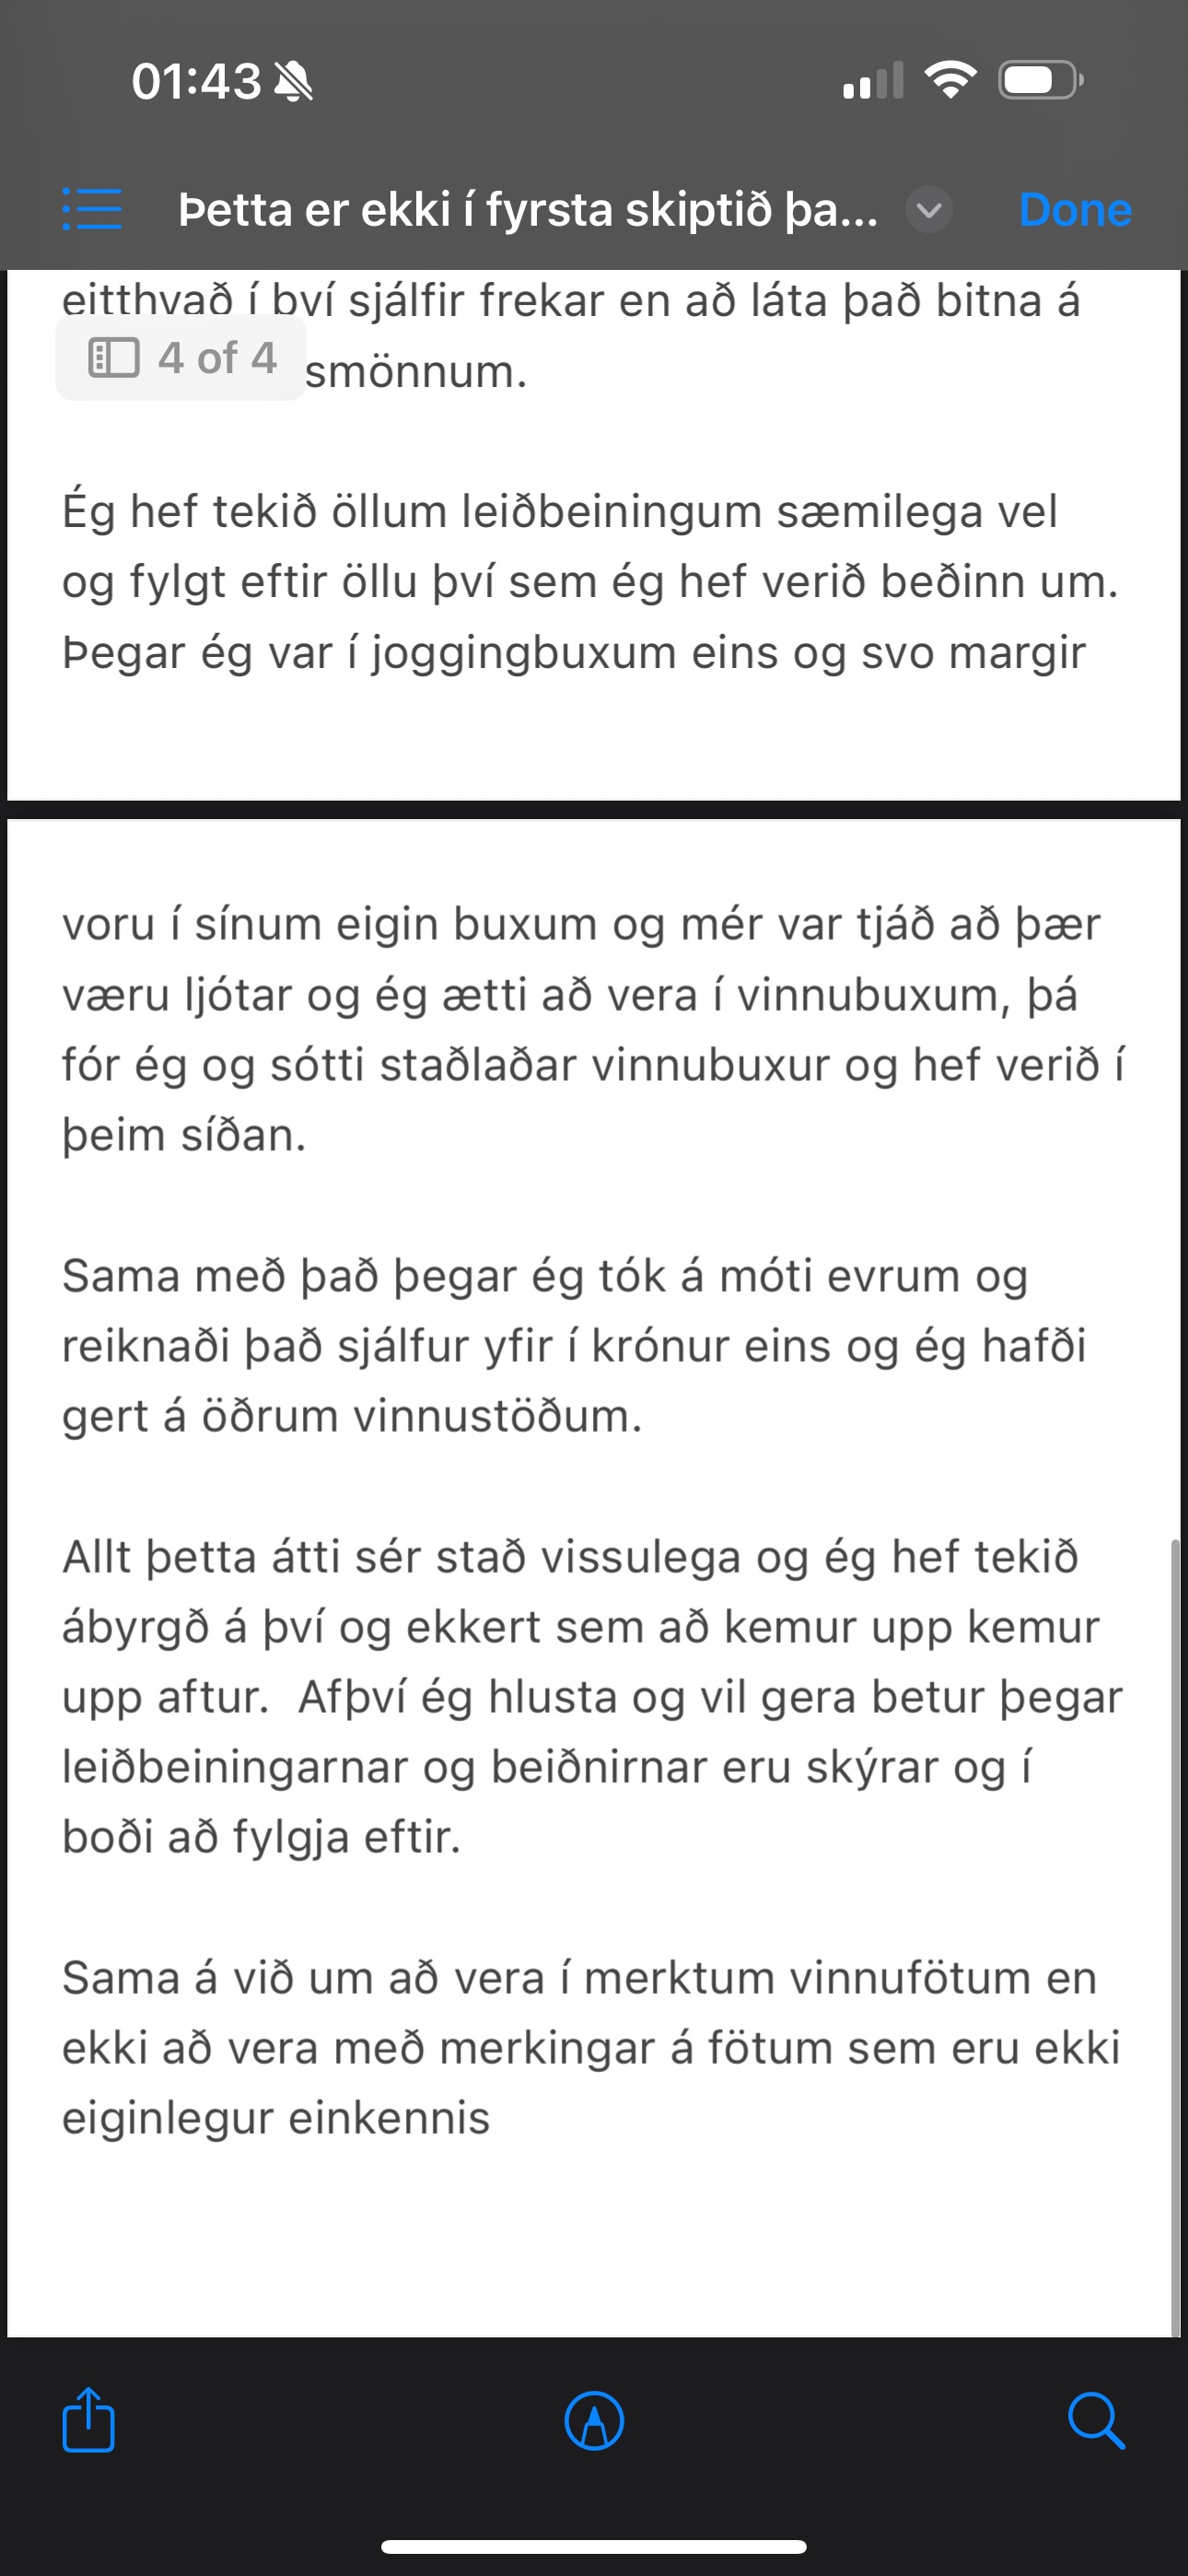 01:43
Þetta er ekki í fyrsta skiptið þa...
Done
eitthvað í því sjálfir frekar en að láta það bitna á
4 of 4
smönnum.
Ég hef tekið öllum leiðbeiningum sæmilega vel
og fylgt eftir öllu því sem ég hef verið beðinn um.
Þegar ég var í joggingbuxum eins og svo margir
voru í sínum eigin buxum og mér var tjáð að þær
væru ljótar og ég ætti að vera í vinnubuxum, þá
fór ég og sótti staðlaðar vinnubuxur og hef verið í
þeim síðan.
Sama með það þegar ég tók á móti evrum og
reiknaði það sjálfur yfir í krónur eins og ég hafði
gert á öðrum vinnustöðum.
Allt þetta átti sér stað vissulega og ég hef tekið
ábyrgð á því og ekkert sem að kemur upp kemur
upp aftur.  Afþví ég hlusta og vil gera betur þegar
leiðbeiningarnar og beiðnirnar eru skýrar og í
boði að fylgja eftir.
Sama á við um að vera í merktum vinnufötum en
ekki að vera með merkingar á fötum sem eru ekki
eiginlegur einkennis